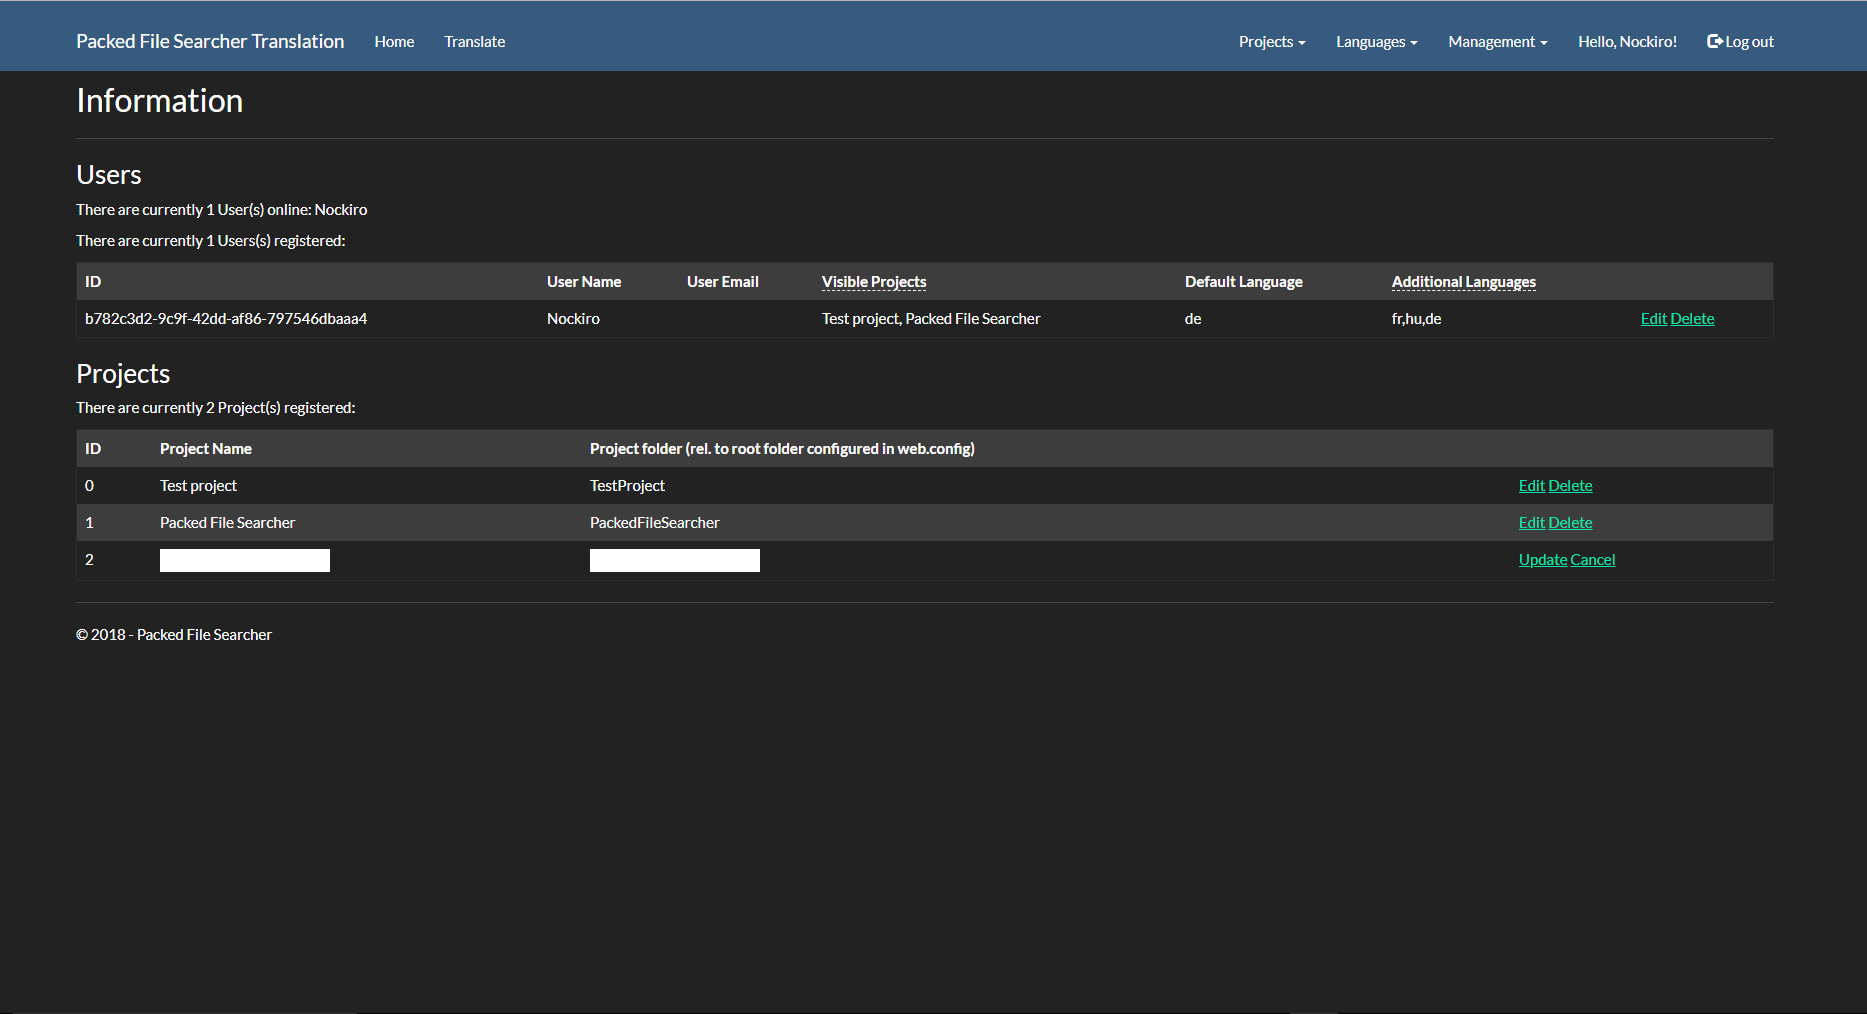 Packed File Searcher Translation Home Translate Projects Languages Management Hello, Nockiro! Log out
Information
Users
There are currently 1 User(s) online: Nockiro
There are currently 1 Users(s) registered:
ID User Name User Email Visible Projects Default Language Additional Languages
b782c3d2-9c9f-42dd-af86-797546dbaaa4 Nockiro Test project, Packed File Searcher de fr,hu,de Edit Delete
Projects
There are currently 2 Project(s) registered:
ID Project Name Project folder (rel. to root folder configured in web.config)
0 Test project TestProject Edit Delete
1 Packed File Searcher PackedFileSearcher Edit Delete
2 Update Cancel
© 2018 - Packed File Searcher